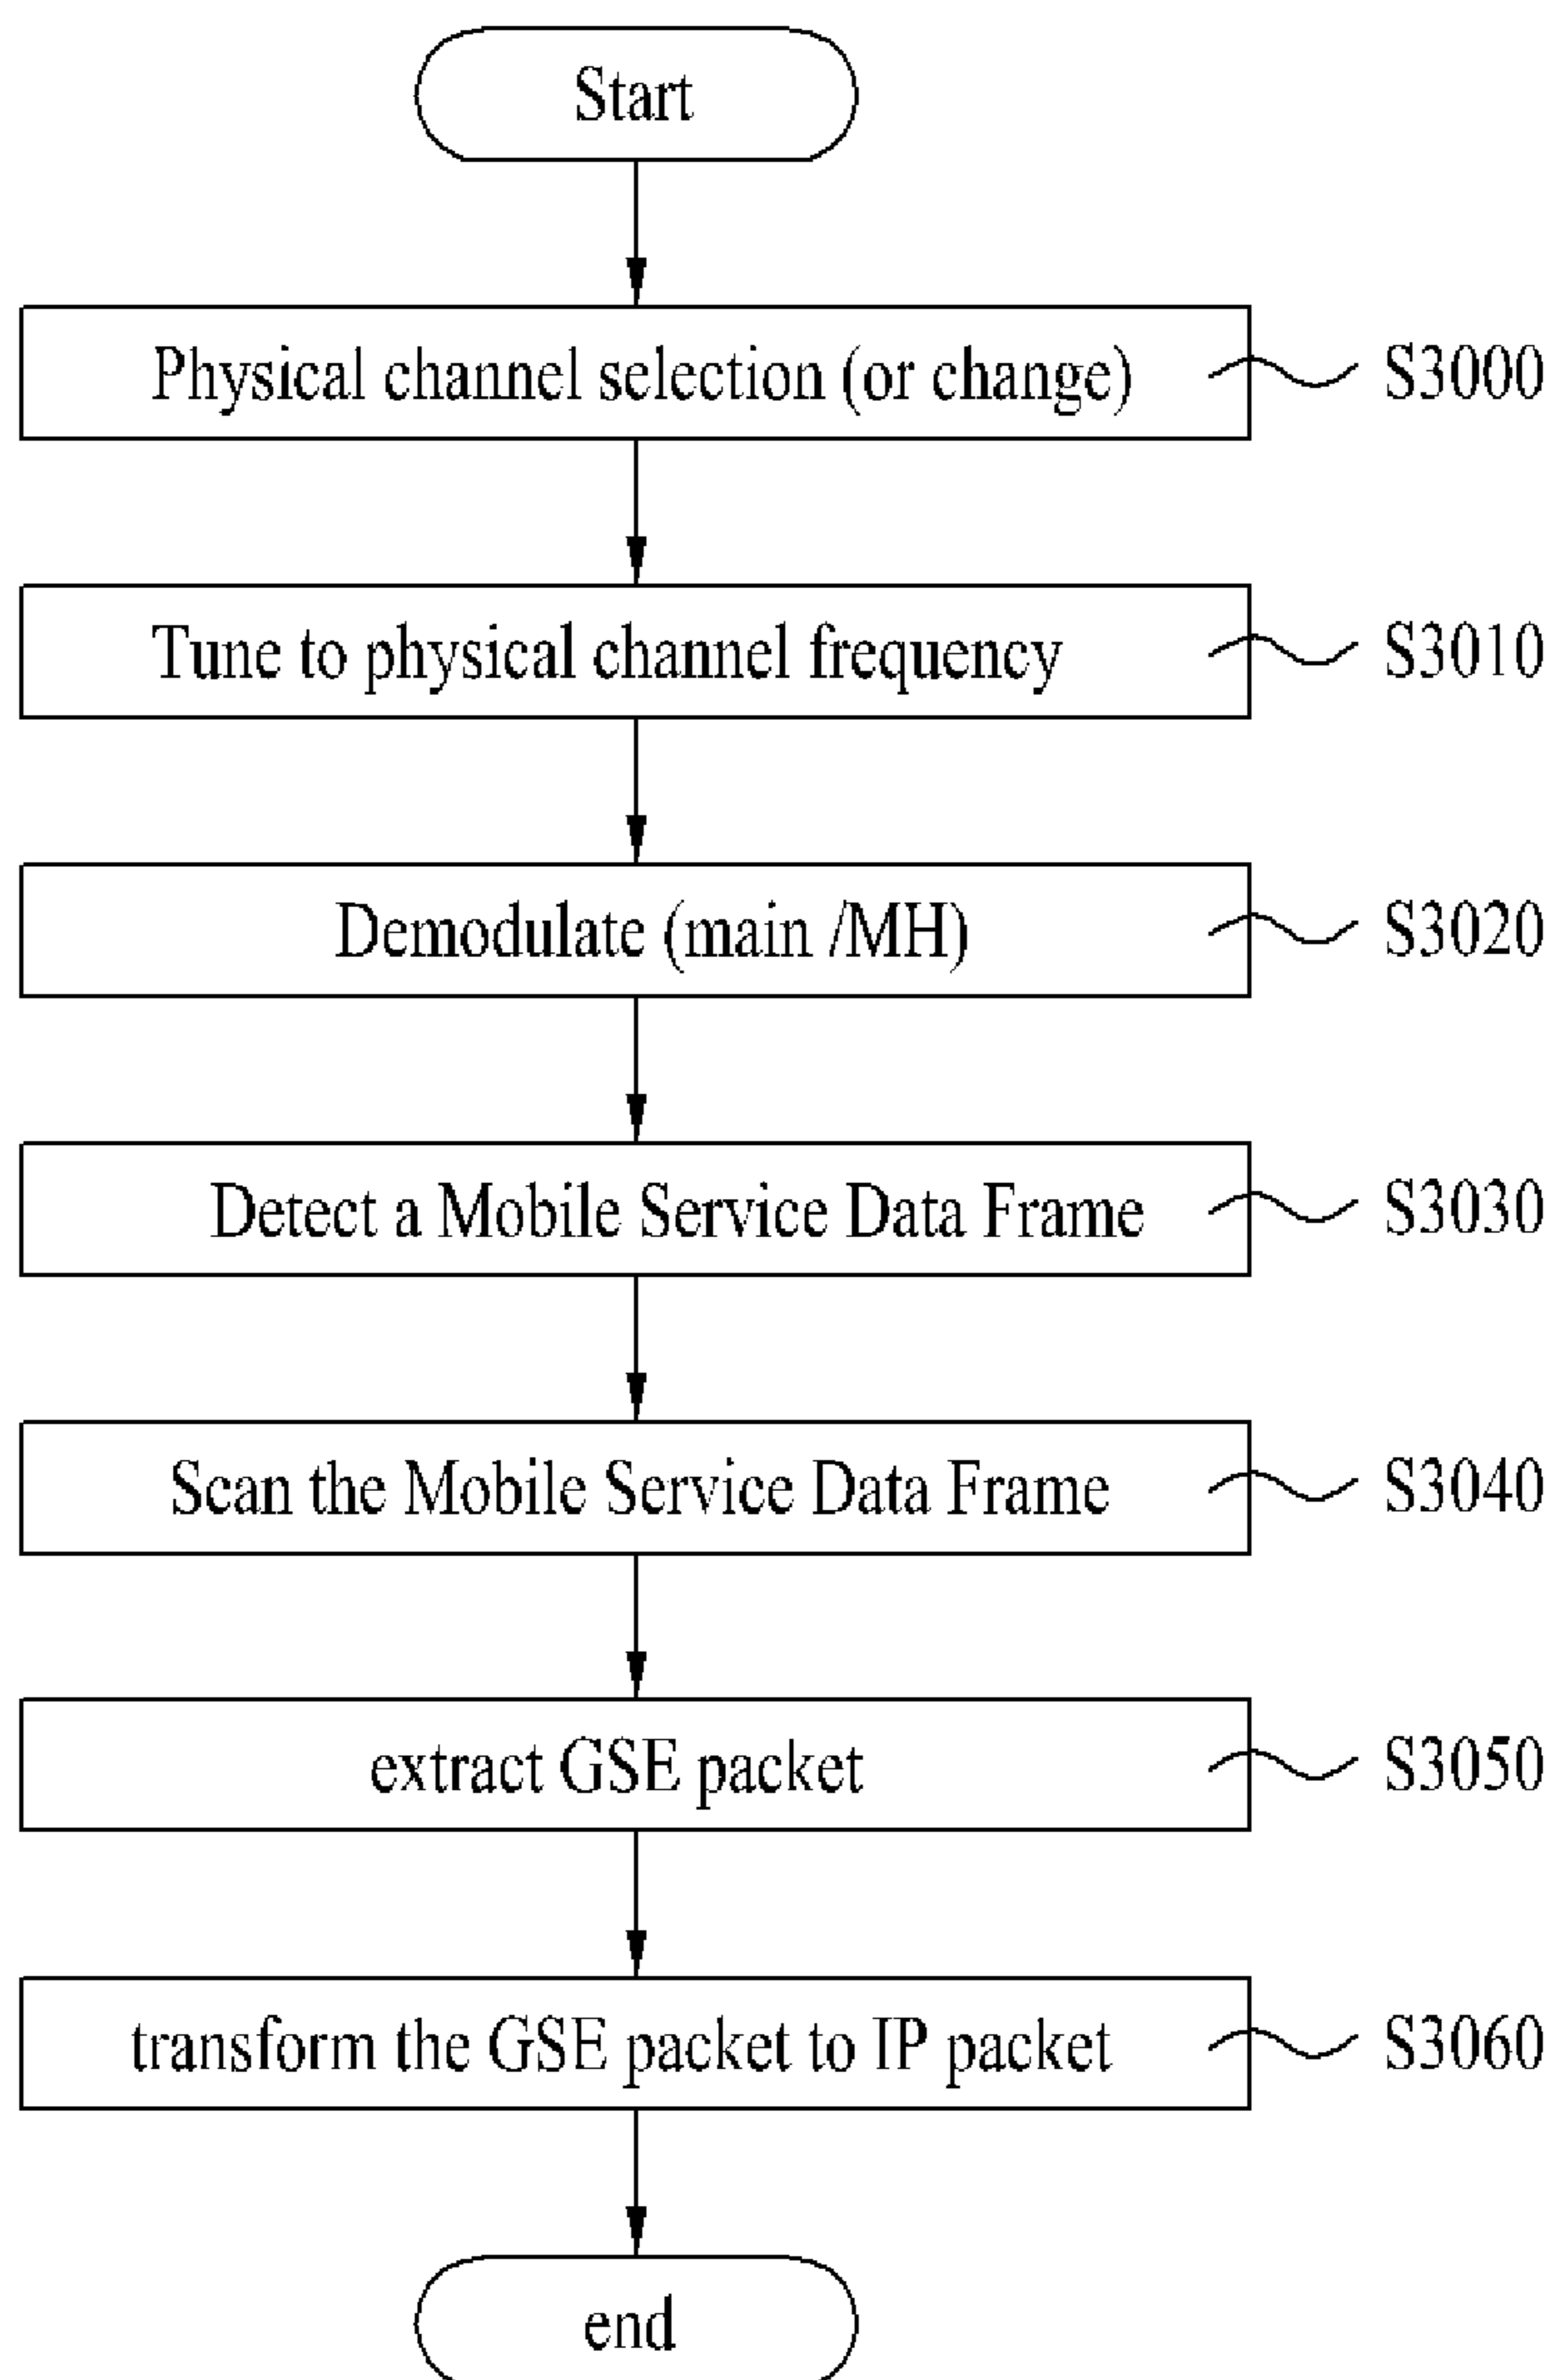 Start
Physical channel selection (or change)
S3000
Tune to physical channel frequency
S3010
Demodulate (main /MH)
S3020
Detect a Mobile Service Data Frame
S3030
Scan the Mobile Service Data Frame
S3040
extract GSE packet
S3050
transform the GSE packet to IP packet
S3060
end